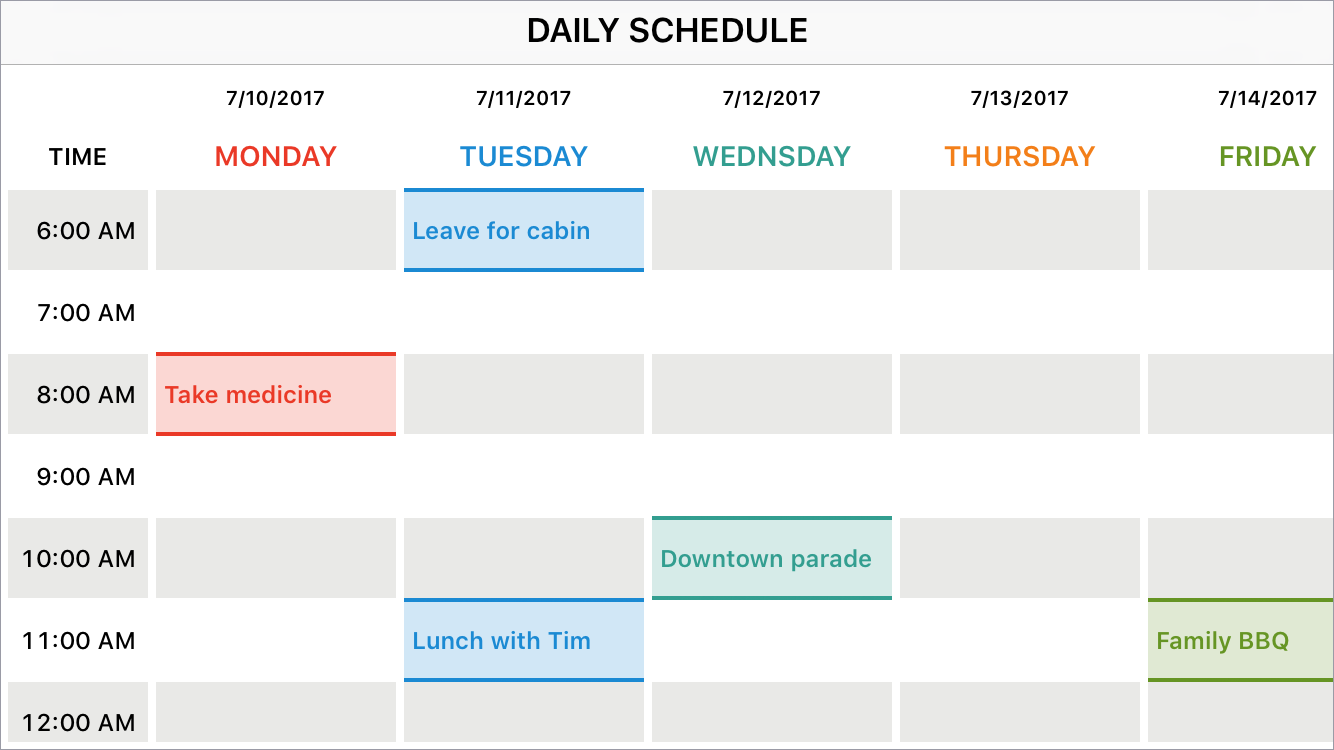 DAILY SCHEDULE
7/10/2017 7/11/2017 7/12/2017 7/13/2017 7/14/2017
TIME MONDAY TUESDAY WEDNSDAY THURSDAY FRIDAY
6:00 AM Leave for cabin
7:00 AM
8:00 AM Take medicine
9:00 AM
10:00 AM Downtown parade
11:00 AM Lunch with Tim Family BBQ
12:00 AM